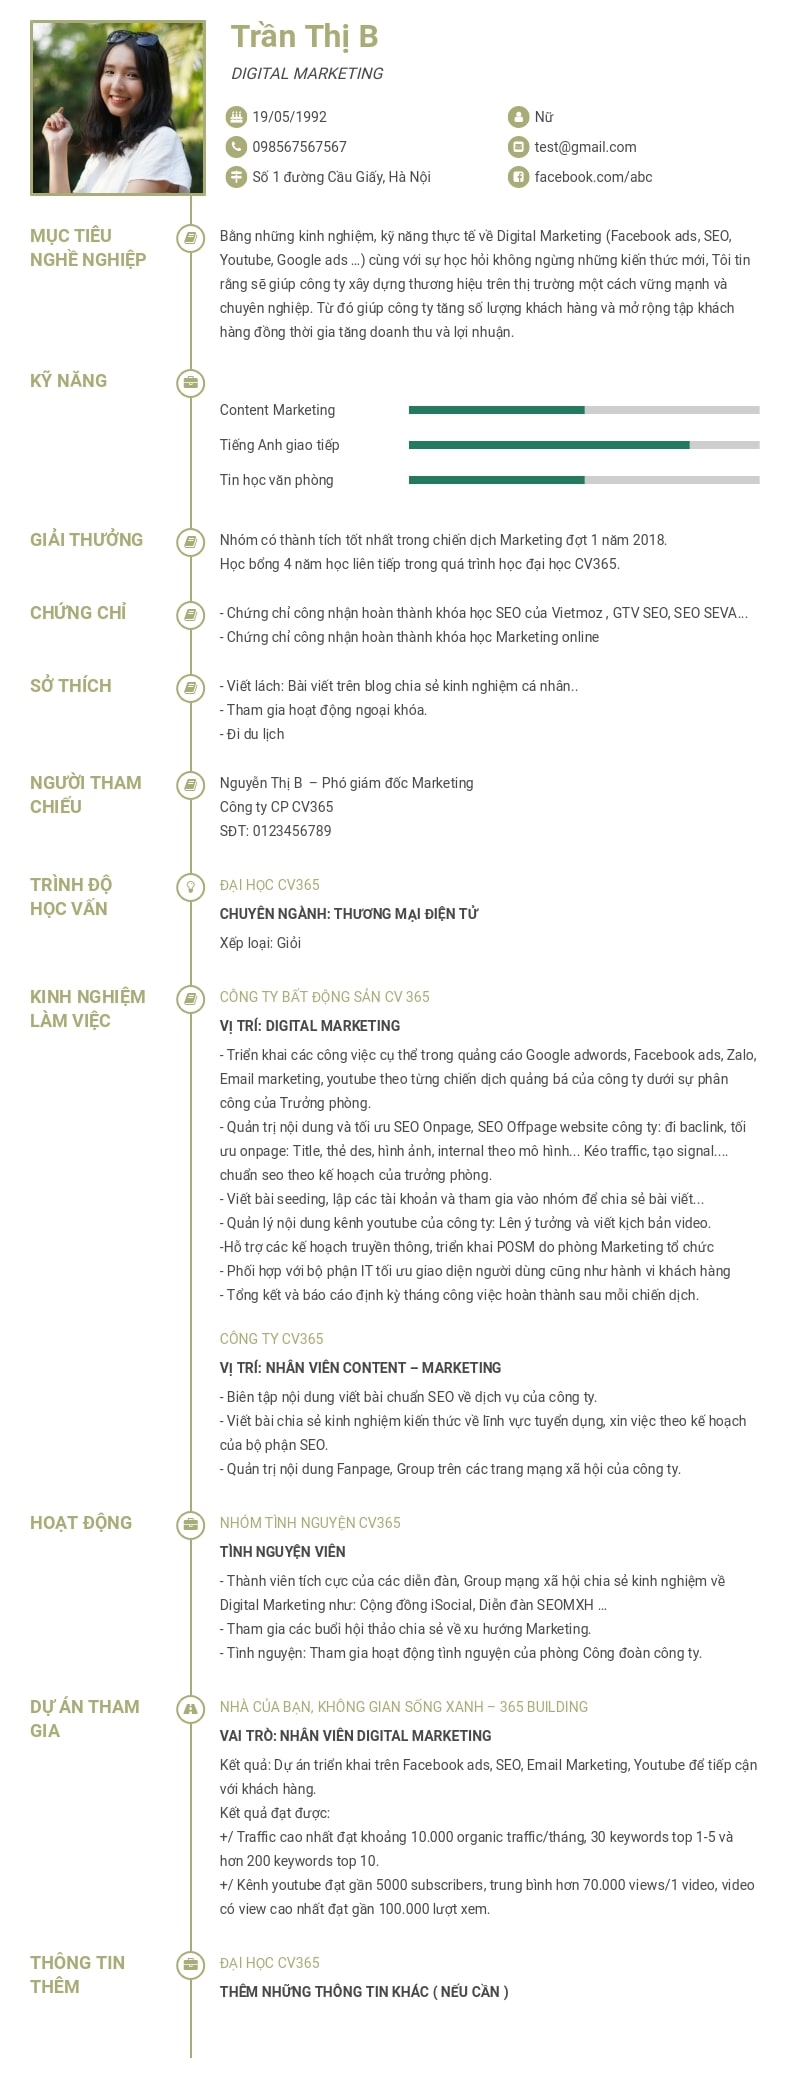 Trần Thị B
DIGITAL MARKETING
19/05/1992
Nữ
098567567567
test@gmail.com
Số 1 đường Cầu Giấy, Hà Nội
facebook.com/abc
MỤC TIÊU
NGHỀ NGHIỆP
Bằng những kinh nghiệm, kỹ năng thực tế về Digital Marketing (Facebook ads, SEO,
Youtube, Google ads ...) cùng với sự học hỏi không ngừng những kiến thức mới, Tôi tin
rằng sẽ giúp công ty xây dựng thương hiệu trên thị trường một cách vững mạnh và
chuyên nghiệp. Từ đó giúp công ty tăng số lượng khách hàng và mở rộng tập khách
hàng đồng thời gia tăng doanh thu và lợi nhuận.
KỸ NĂNG
Content Marketing
Tiếng Anh giao tiếp
Tin học văn phòng
GIẢI THƯỞNG
Nhóm có thành tích tốt nhất trong chiến dịch Marketing đợt 1 năm 2018.
Học bổng 4 năm học liên tiếp trong quá trình học đại học CV365.
CHỨNG CHỈ
- Chứng chỉ công nhận hoàn thành khóa học SEO của Vietmoz , GTV SEO, SEO SEVA...
- Chứng chỉ công nhận hoàn thành khóa học Marketing online
SỞ THÍCH
- Viết lách: Bài viết trên blog chia sẻ kinh nghiệm cá nhân..
- Tham gia hoạt động ngoại khóa.
- Đi du lịch
NGƯỜI THAM
CHIẾU
Nguyễn Thị B – Phó giám đốc Marketing
Công ty CP CV365
SĐT: 0123456789
TRÌNH ĐỘ
HỌC VẤN
ĐẠI HỌC CV365
CHUYÊN NGÀNH: THƯƠNG MẠI ĐIỆN TỬ
Xếp loại: Giỏi
KINH NGHIỆM
LÀM VIỆC
CÔNG TY BẤT ĐỘNG SẢN CV 365
VỊ TRÍ: DIGITAL MARKETING
- Triển khai các công việc cụ thể trong quảng cáo Google adwords, Facebook ads, Zalo,
Email marketing, youtube theo từng chiến dịch quảng bá của công ty dưới sự phân
công của Trưởng phòng.
- Quản trị nội dung và tối ưu SEO Onpage, SEO Offpage website công ty: đi baclink, tối
ưu onpage: Title, thẻ des, hình ảnh, internal theo mô hình... Kéo traffic, tạo signal....
chuẩn seo theo kế hoạch của trưởng phòng.
- Viết bài seeding, lập các tài khoản và tham gia vào nhóm để chia sẻ bài viết...
- Quản lý nội dung kênh youtube của công ty: Lên ý tưởng và viết kịch bản video.
-Hỗ trợ các kế hoạch truyền thông, triển khai POSM do phòng Marketing tổ chức
- Phối hợp với bộ phận IT tối ưu giao diện người dùng cũng như hành vi khách hàng
- Tổng kết và báo cáo định kỳ tháng công việc hoàn thành sau mỗi chiến dịch.
CÔNG TY CV365
VỊ TRÍ: NHÂN VIÊN CONTENT – MARKETING
- Biên tập nội dung viết bài chuẩn SEO về dịch vụ của công ty.
- Viết bài chia sẻ kinh nghiệm kiến thức về lĩnh vực tuyển dụng, xin việc theo kế hoạch
của bộ phận SEO.
- Quản trị nội dung Fanpage, Group trên các trang mạng xã hội của công ty.
HOẠT ĐỘNG
NHÓM TÌNH NGUYỆN CV365
TÌNH NGUYỆN VIÊN
- Thành viên tích cực của các diễn đàn, Group mạng xã hội chia sẻ kinh nghiệm về
Digital Marketing như: Cộng đồng iSocial, Diễn đàn SEOMXH ...
- Tham gia các buổi hội thảo chia sẻ về xu hướng Marketing.
- Tình nguyện: Tham gia hoạt động tình nguyện của phòng Công đoàn công ty.
DỰ ÁN THAM
GIA
NHÀ CỦA BẠN, KHÔNG GIAN SỐNG XANH – 365 BUILDING
VAI TRÒ: NHÂN VIÊN DIGITAL MARKETING
Kết quả: Dự án triển khai trên Facebook ads, SEO, Email Marketing, Youtube để tiếp cận
với khách hàng.
Kết quả đạt được:
+/ Traffic cao nhất đạt khoảng 10.000 organic traffic/tháng, 30 keywords top 1-5 và
hơn 200 keywords top 10.
+/ Kênh youtube đạt gần 5000 subscribers, trung bình hơn 70.000 views/1 video, video
có view cao nhất đạt gần 100.000 lượt xem.
THÔNG TIN
THÊM
ĐẠI HỌC CV365
THÊM NHỮNG THÔNG TIN KHÁC ( NẾU CẦN )